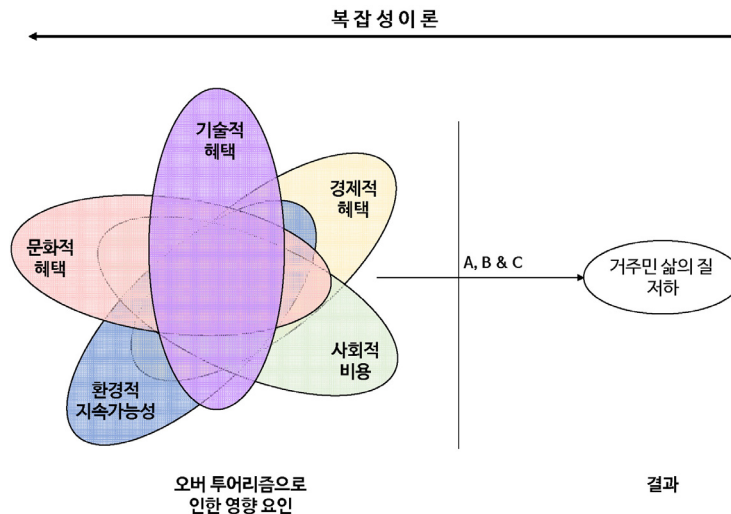 복잡성이론
기술적
혜택
경제적
혜택
문화적
혜택
A, B & C
거주민 삶의 질
저하
사회적
비용
환경적
지속가능성
오버 투어리즘으로
인한 영향 요인
결과